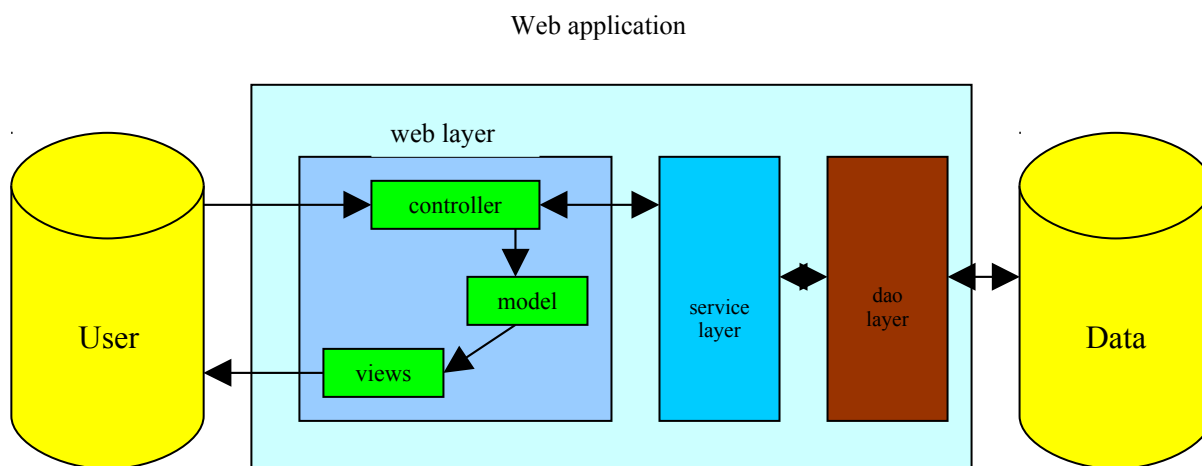 Web application
web layer
controller
model
views
User
service
layer
dao
layer
Data